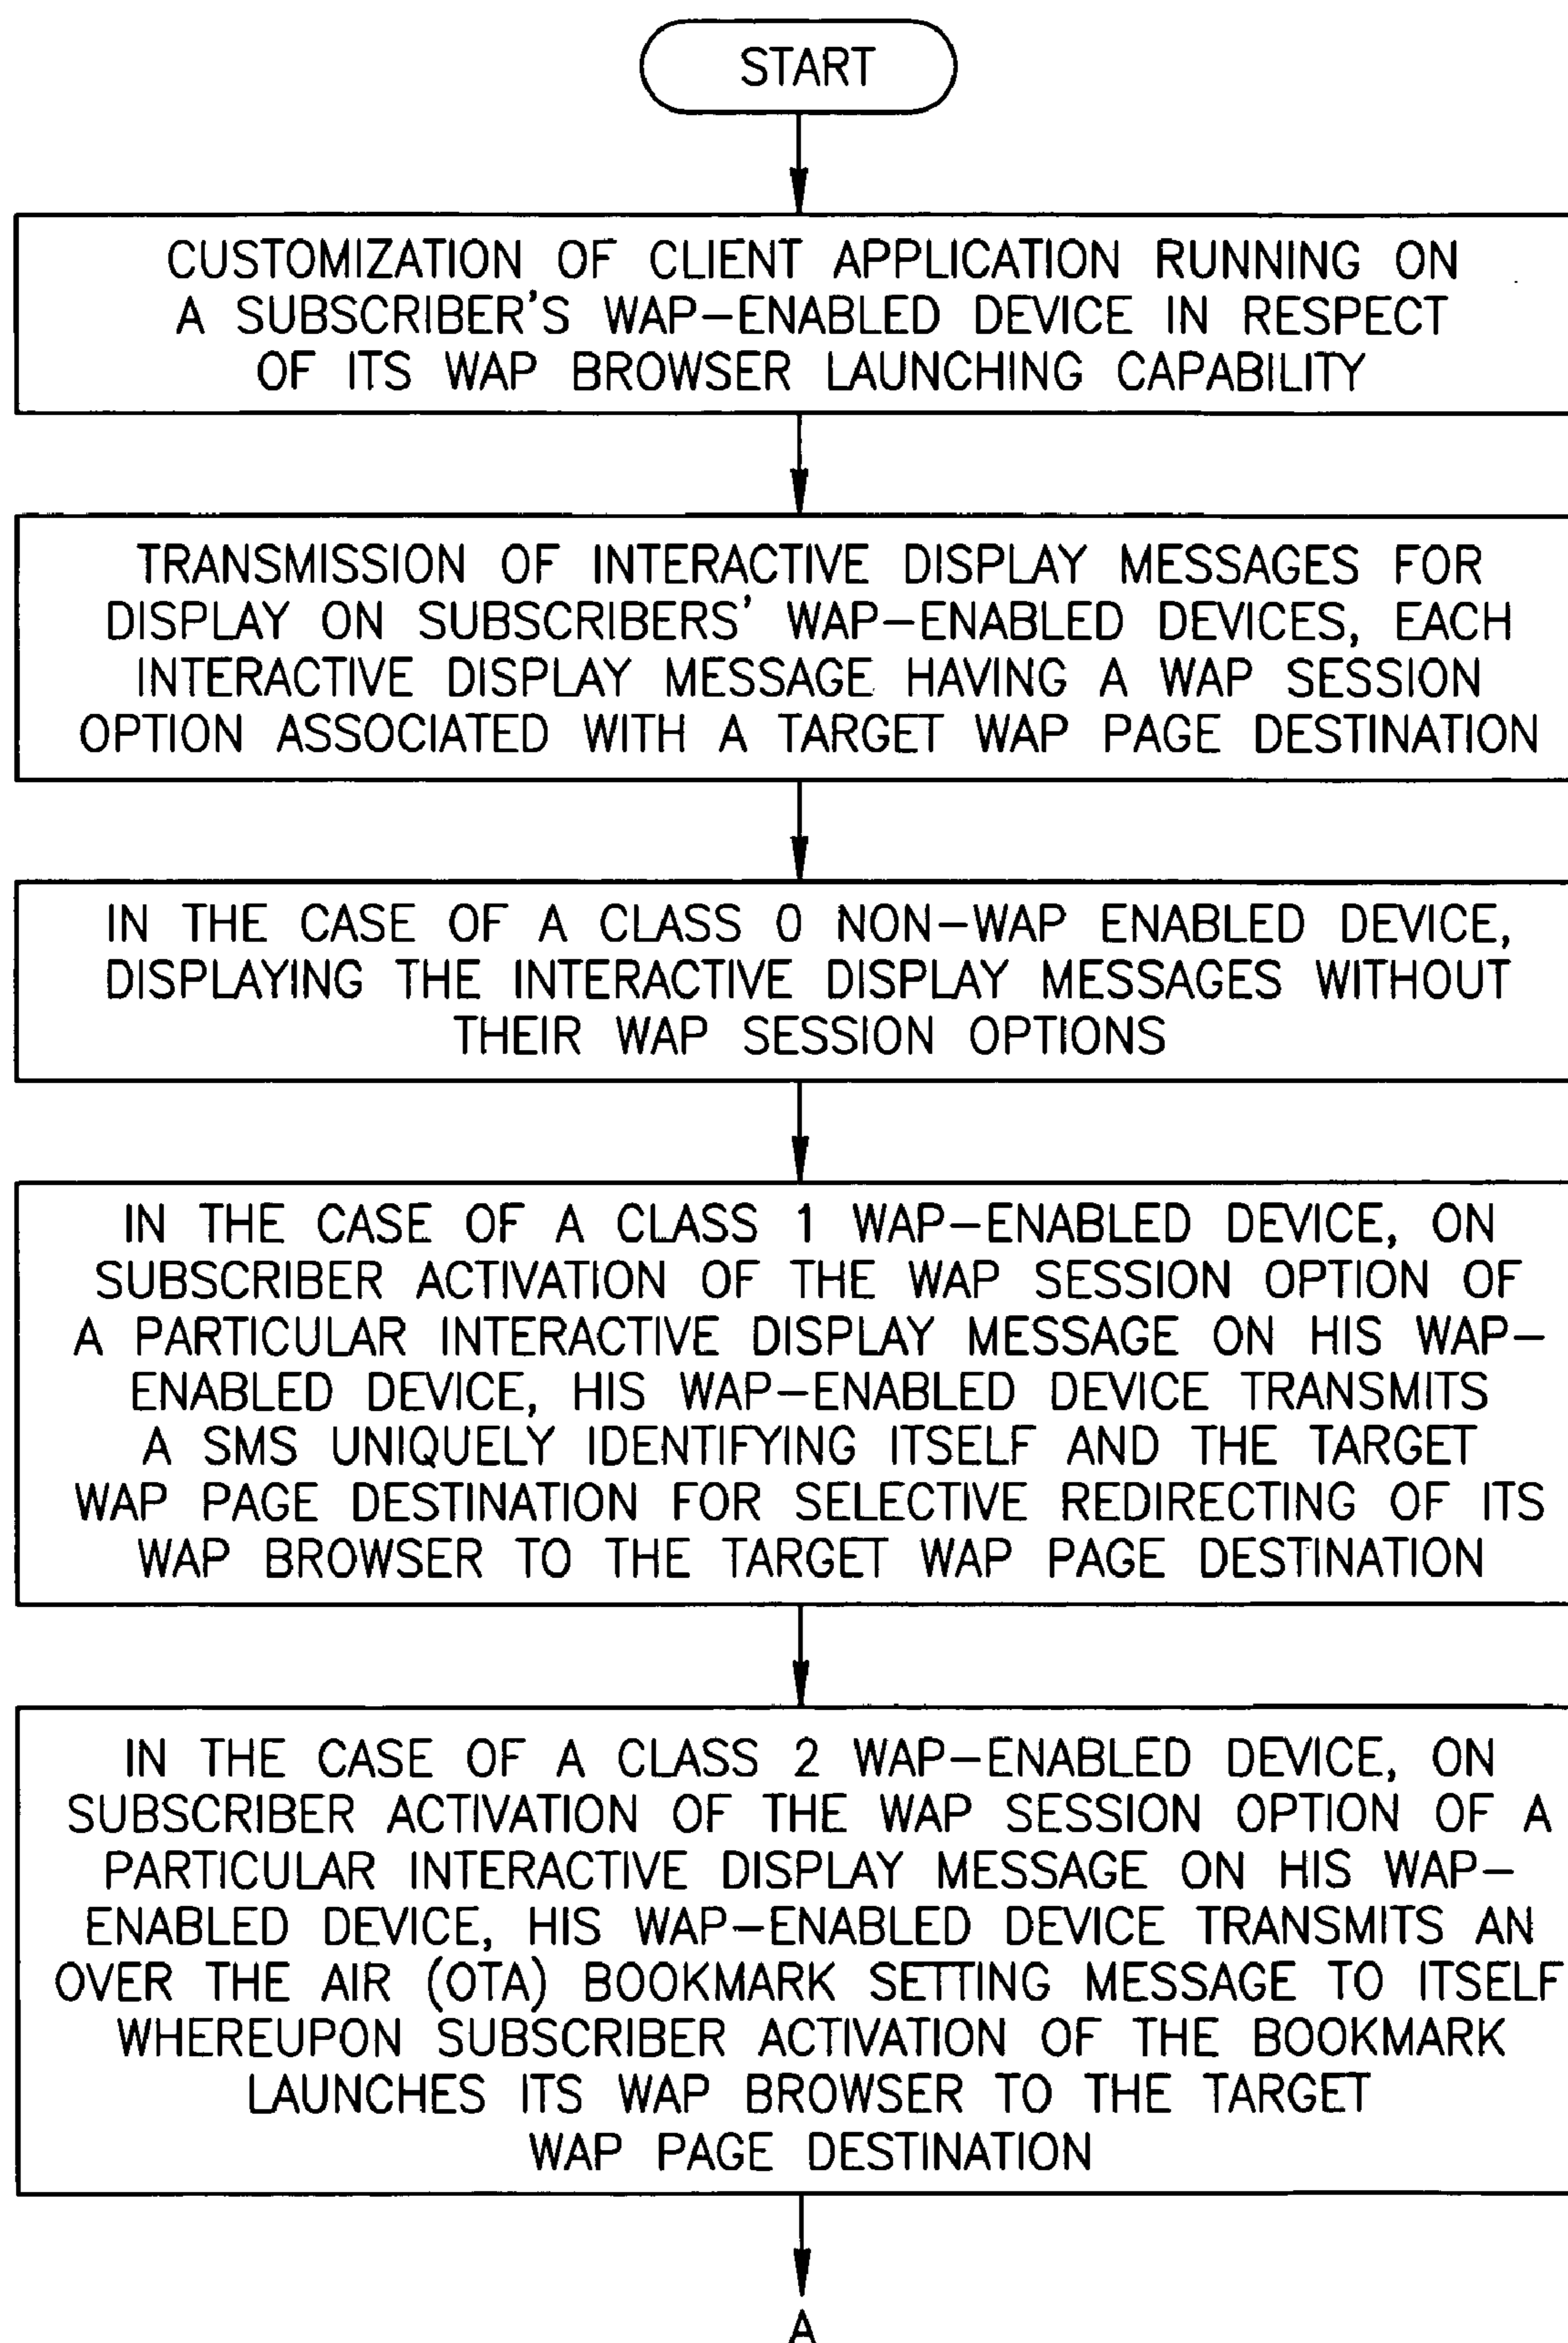 START
CUSTOMIZATION OF CLIENT APPLICATION RUNNING ON
A SUBSCRIBER'S WAP-ENABLED DEVICE IN RESPECT
OF ITS WAP BROWSER LAUNCHING CAPABILITY
TRANSMISSION OF INTERACTIVE DISPLAY MESSAGES FOR
DISPLAY ON SUBSCRIBERS' WAP-ENABLED DEVICES, EACH
INTERACTIVE DISPLAY MESSAGE HAVING A WAP SESSION
OPTION ASSOCIATED WITH A TARGET WAP PAGE DESTINATION
IN THE CASE OF A CLASS 0 NON-WAP ENABLED DEVICE,
DISPLAYING THE INTERACTIVE DISPLAY MESSAGES WITHOUT
THEIR WAP SESSION OPTIONS
IN THE CASE OF A CLASS 1 WAP-ENABLED DEVICE, ON
SUBSCRIBER ACTIVATION OF THE WAP SESSION OPTION OF
A PARTICULAR INTERACTIVE DISPLAY MESSAGE ON HIS WAP-
ENABLED DEVICE, HIS WAP-ENABLED DEVICE TRANSMITS
A SMS UNIQUELY IDENTIFYING ITSELF AND THE TARGET
WAP PAGE DESTINATION FOR SELECTIVE REDIRECTING OF ITS
WAP BROWSER TO THE TARGET WAP PAGE DESTINATION
IN THE CASE OF A CLASS 2 WAP-ENABLED DEVICE, ON
SUBSCRIBER ACTIVATION OF THE WAP SESSION OPTION OF A
PARTICULAR INTERACTIVE DISPLAY MESSAGE ON HIS WAP-
ENABLED DEVICE, HIS WAP-ENABLED DEVICE TRANSMITS AN
OVER THE AIR (OTA) BOOKMARK SETTING MESSAGE TO ITSELF
WHEREUPON SUBSCRIBER ACTIVATION OF THE BOOKMARK
LAUNCHES ITS WAP BROWSER TO THE TARGET
WAP PAGE DESTINATION
A